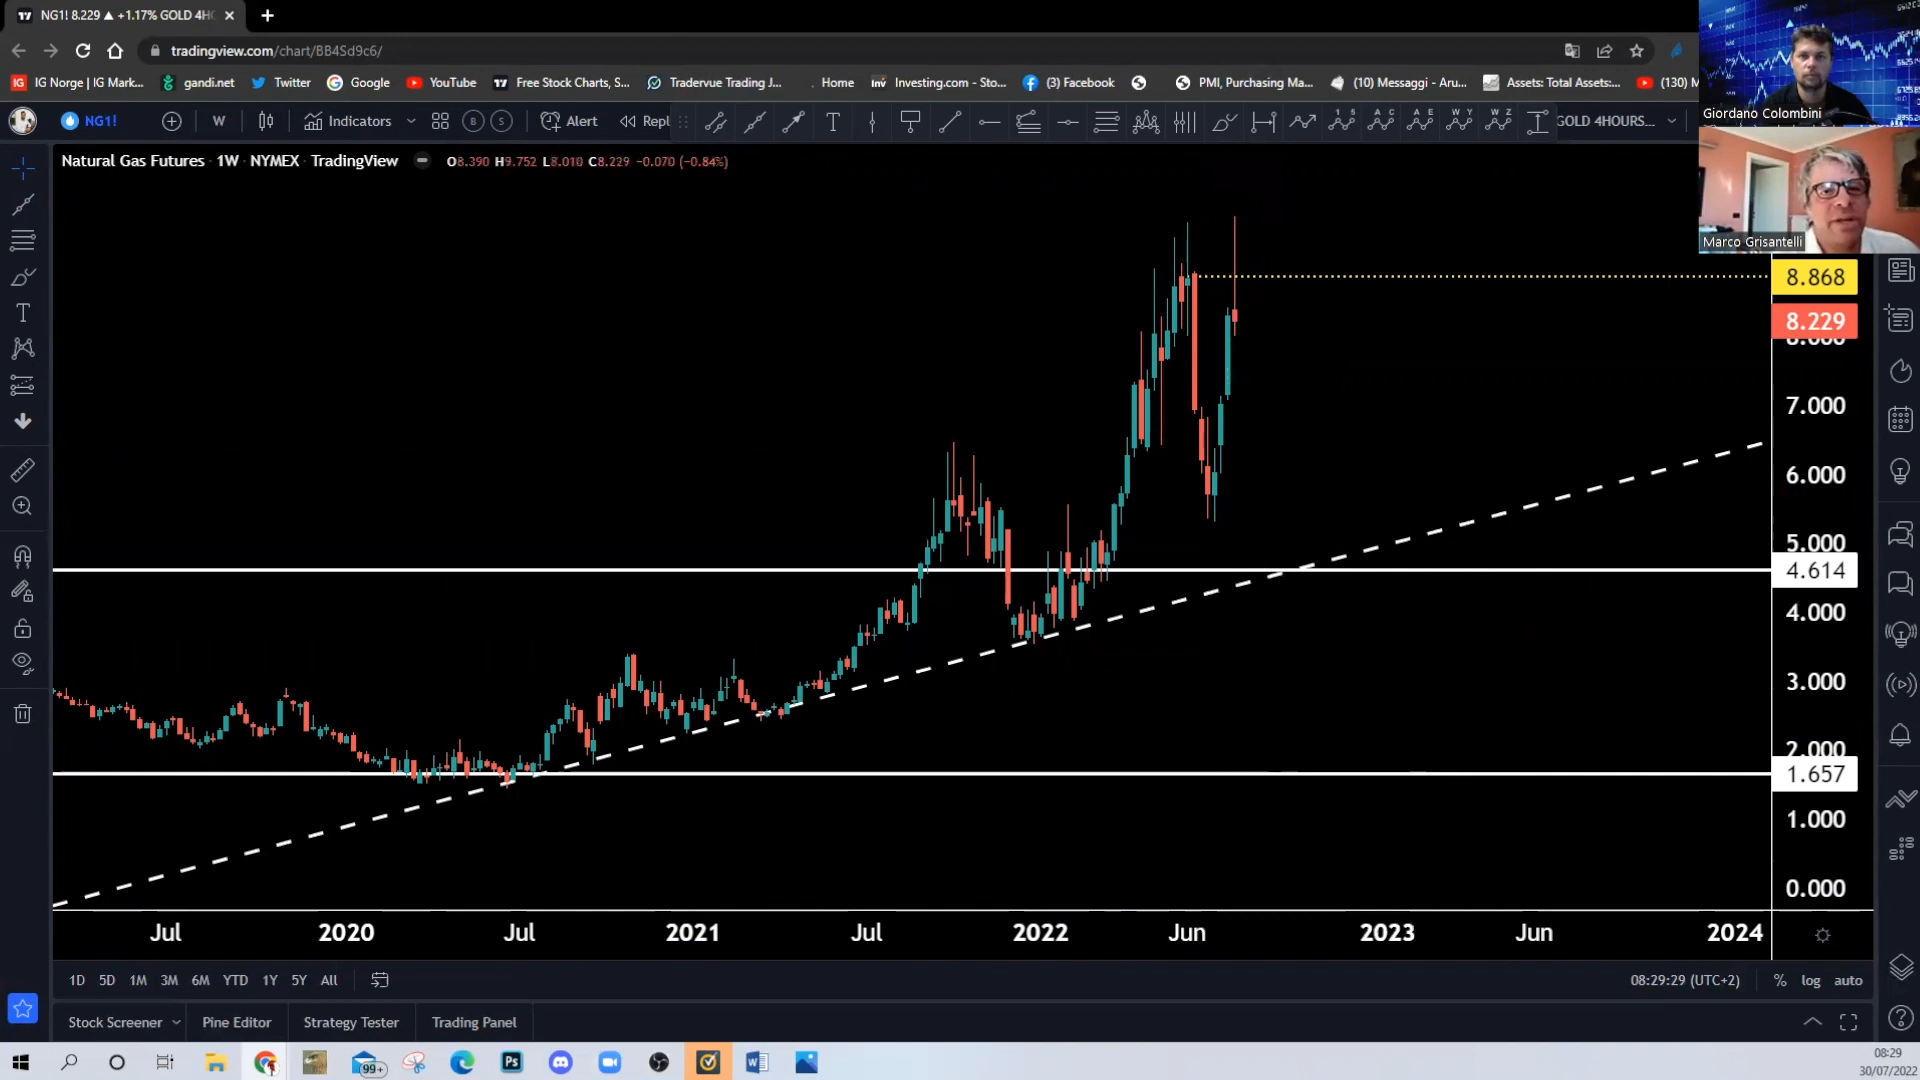 NG1! 8.229 ▲ +1.17% GOLD 4H
tradingview.com/chart/BB4Sd9c6/
IG Norge | IG Mark... gandi.net Twitter Google YouTube Free Stock Charts, S... Tradervue Trading J... Home Investing.com - Sto... (3) Facebook PMI, Purchasing Ma... (10) Messaggi - Aru... Assets: Total Assets:... (130) M
Giordano Colombini
Marco Grisantelli
NG1! W Indicators B S Alert Repl GOLD 4HOURS...
Natural Gas Futures · 1W · NYMEX · TradingView O8.390 H9.752 L8.010 C8.229 −0.070 (−0.84%)
8.868
8.229
8.000
7.000
6.000
5.000
4.614
4.000
3.000
2.000
1.657
1.000
0.000
Jul 2020 Jul 2021 Jul 2022 Jun 2023 Jun 2024
1D 5D 1M 3M 6M YTD 1Y 5Y All 08:29:29 (UTC+2) % log auto
Stock Screener Pine Editor Strategy Tester Trading Panel
99+
08:29
30/07/2022